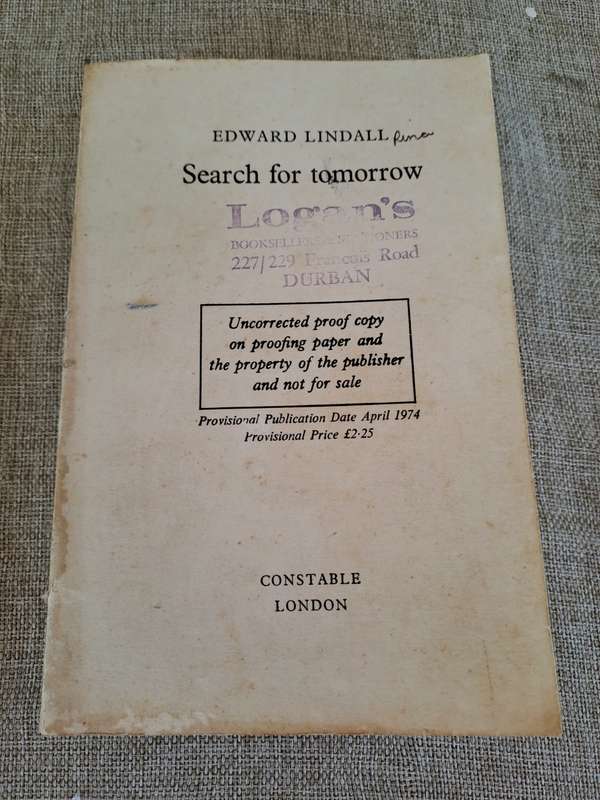 EDWARD LINDALL
Search for tomorrow
Logan's
BOOKSELLERS & STATIONERS
227/229 Francois Road
DURBAN
Uncorrected proof copy
on proofing paper and
the property of the publisher
and not for sale
Provisional Publication Date April 1974
Provisional Price £2·25
CONSTABLE
LONDON